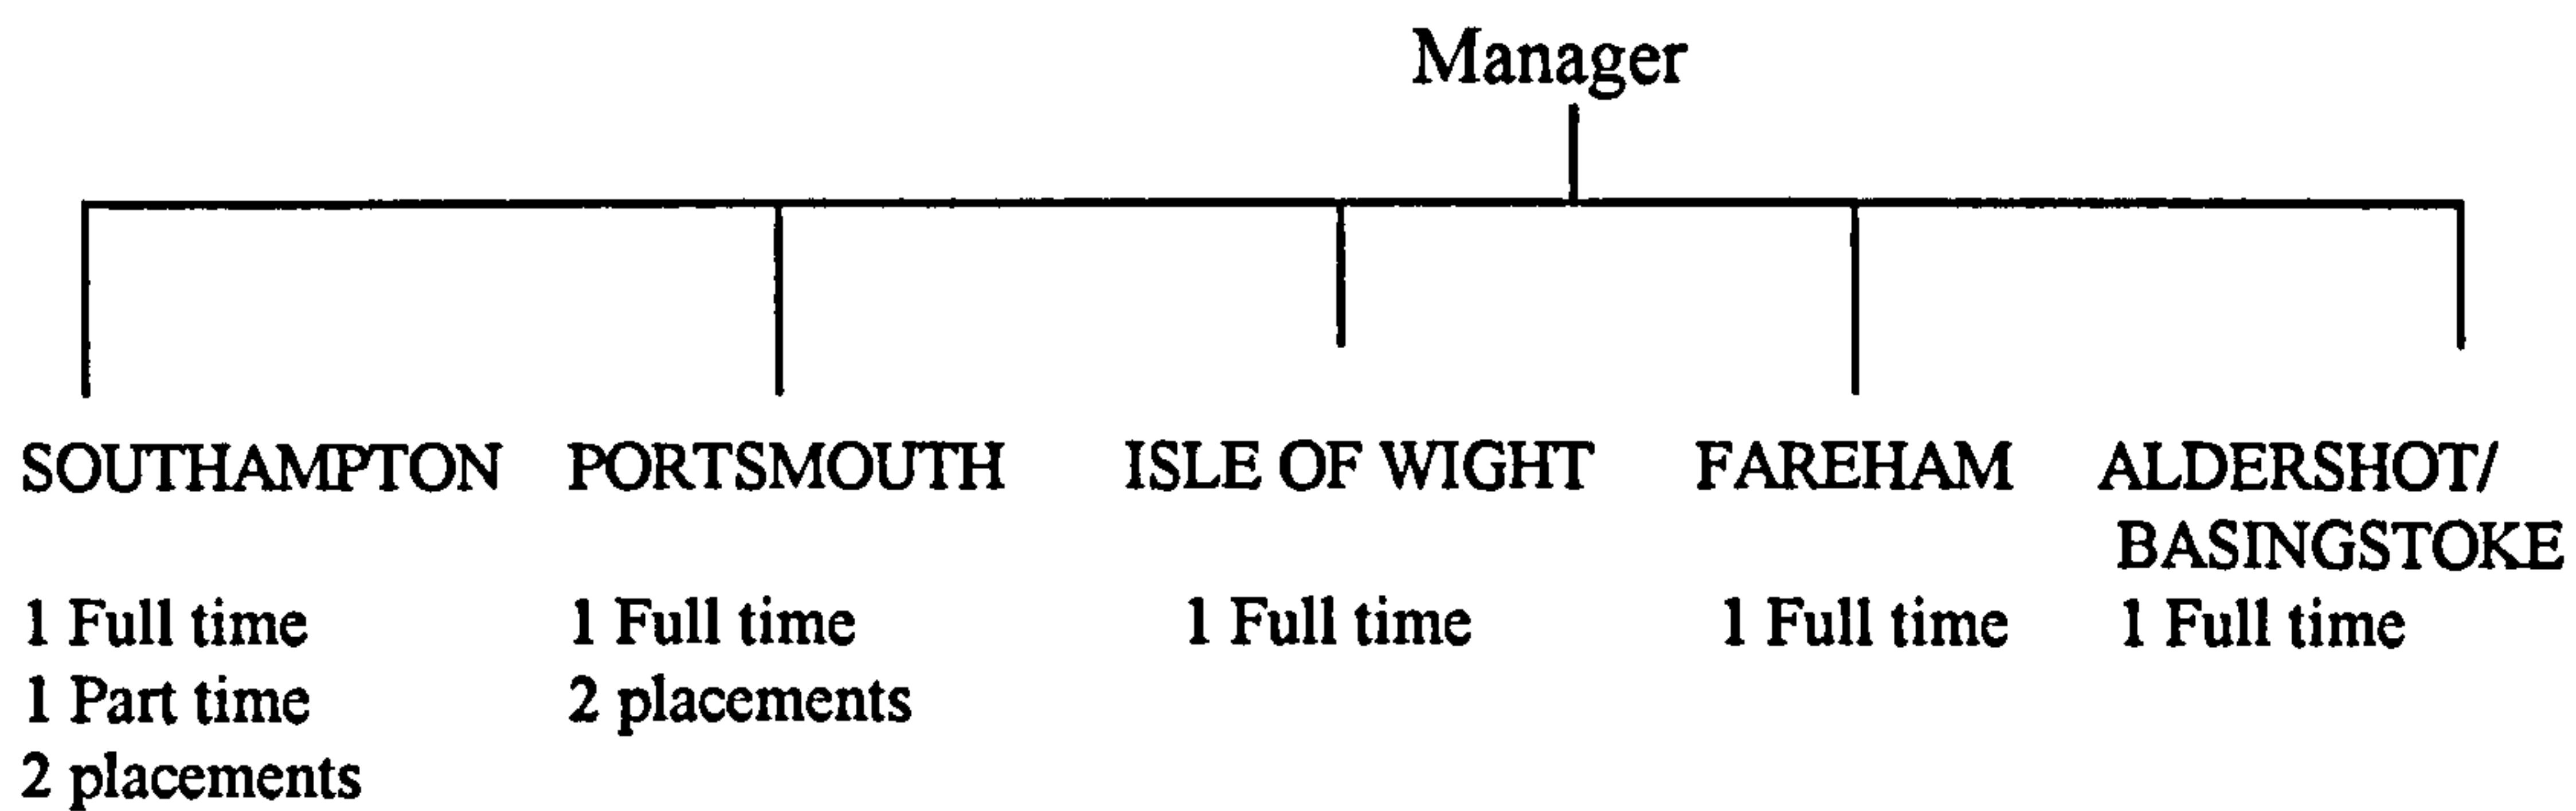 Manager
SOUTHAMPTON PORTSMOUTH ISLE OF WIGHT FAREHAM ALDERSHOT/
BASINGSTOKE
1 Full time 1 Full time 1 Full time 1 Full time 1 Full time
1 Part time 2 placements
2 placements